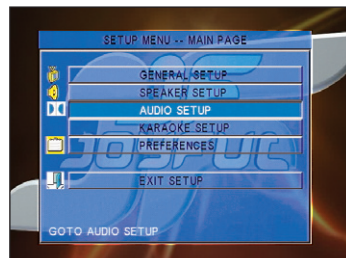 SETUP MENU -- MAIN PAGE
GENERAL SETUP
SPEAKER SETUP
AUDIO SETUP
KARAOKE SETUP
PREFERENCES
EXIT SETUP
GOTO AUDIO SETUP